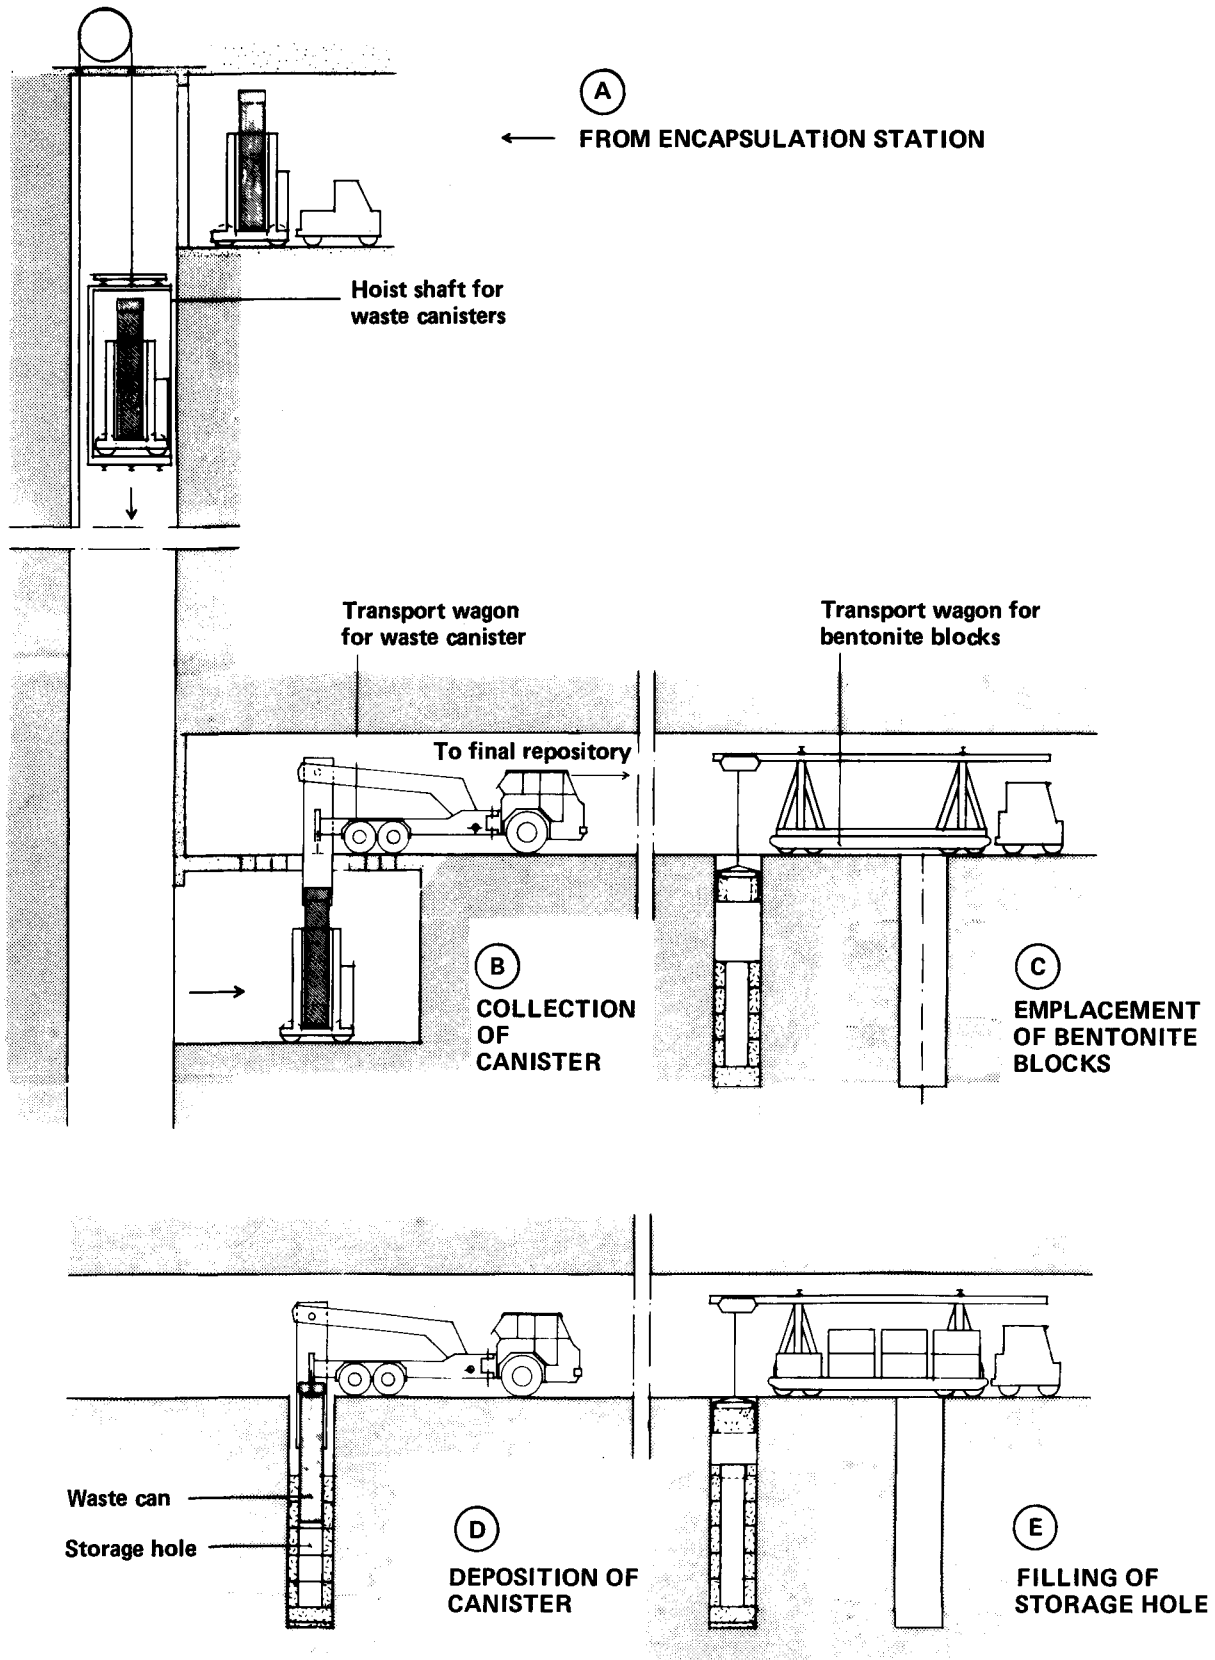 A
FROM ENCAPSULATION STATION
Hoist shaft for
waste canisters
Transport wagon
for waste canister
Transport wagon for
bentonite blocks
To final repository
B
COLLECTION
OF
CANISTER
C
EMPLACEMENT
OF BENTONITE
BLOCKS
Waste can
Storage hole
D
DEPOSITION OF
CANISTER
E
FILLING OF
STORAGE HOLE